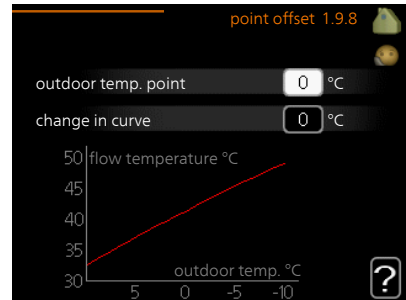 point offset 1.9.8
outdoor temp. point 0 °C
change in curve 0 °C
50 flow temperature °C
45
40
35
30
outdoor temp. °C
5 0 -5 -10
?